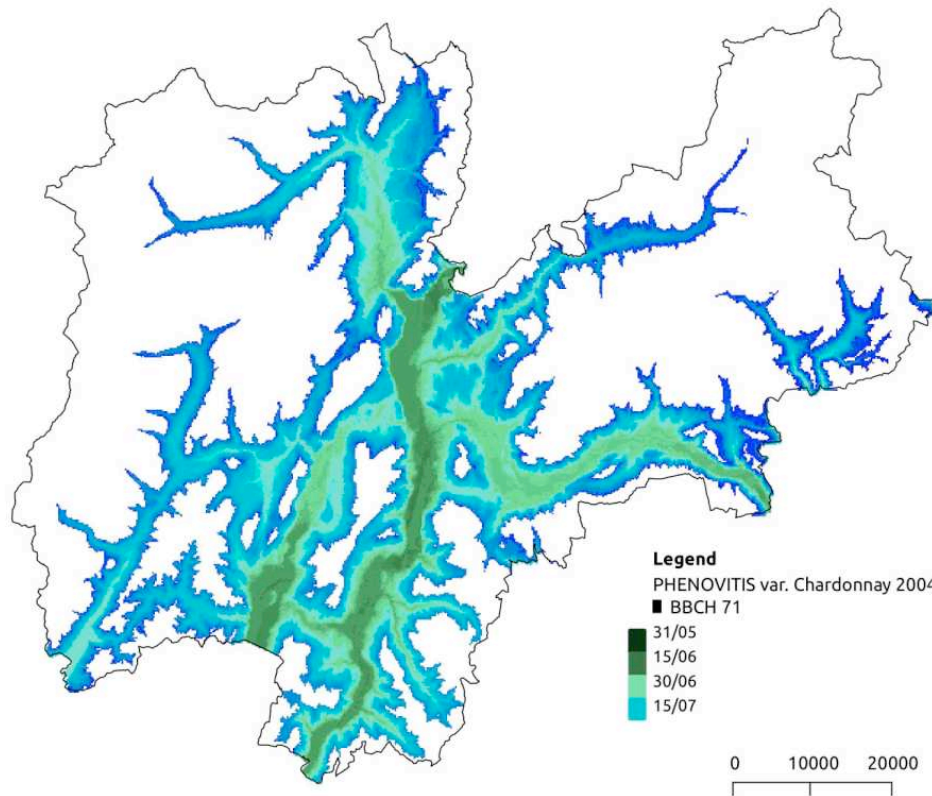 Legend
PHENOVITIS var. Chardonnay 2004
BBCH 71
31/05
15/06
30/06
15/07
0 10000 20000